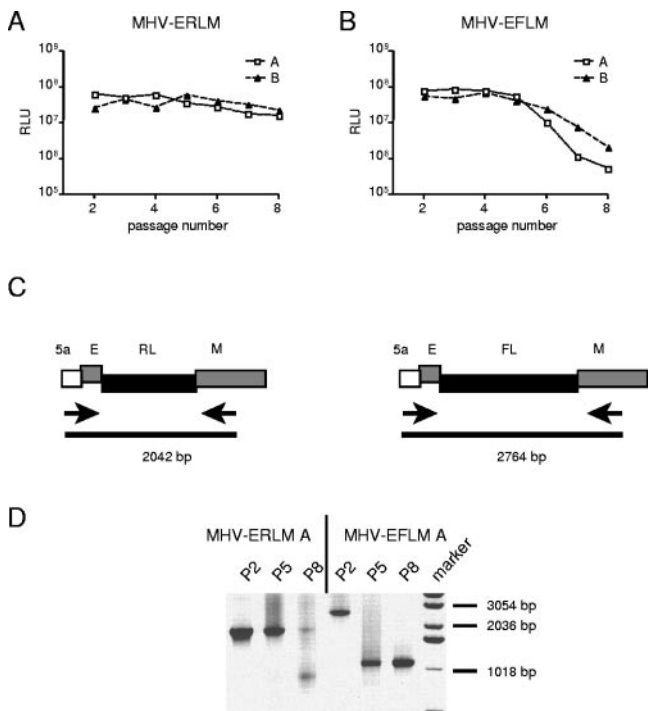 A
MHV-ERLM
RLU
10⁹
10⁸
10⁷
10⁶
10⁵
A
B
2 4 6 8
passage number
B
MHV-EFLM
RLU
10⁹
10⁸
10⁷
10⁶
10⁵
A
B
2 4 6 8
passage number
C
5a E RL M
2042 bp
5a E FL M
2764 bp
D
MHV-ERLM A MHV-EFLM A
P2 P5 P8 P2 P5 P8 marker
3054 bp
2036 bp
1018 bp